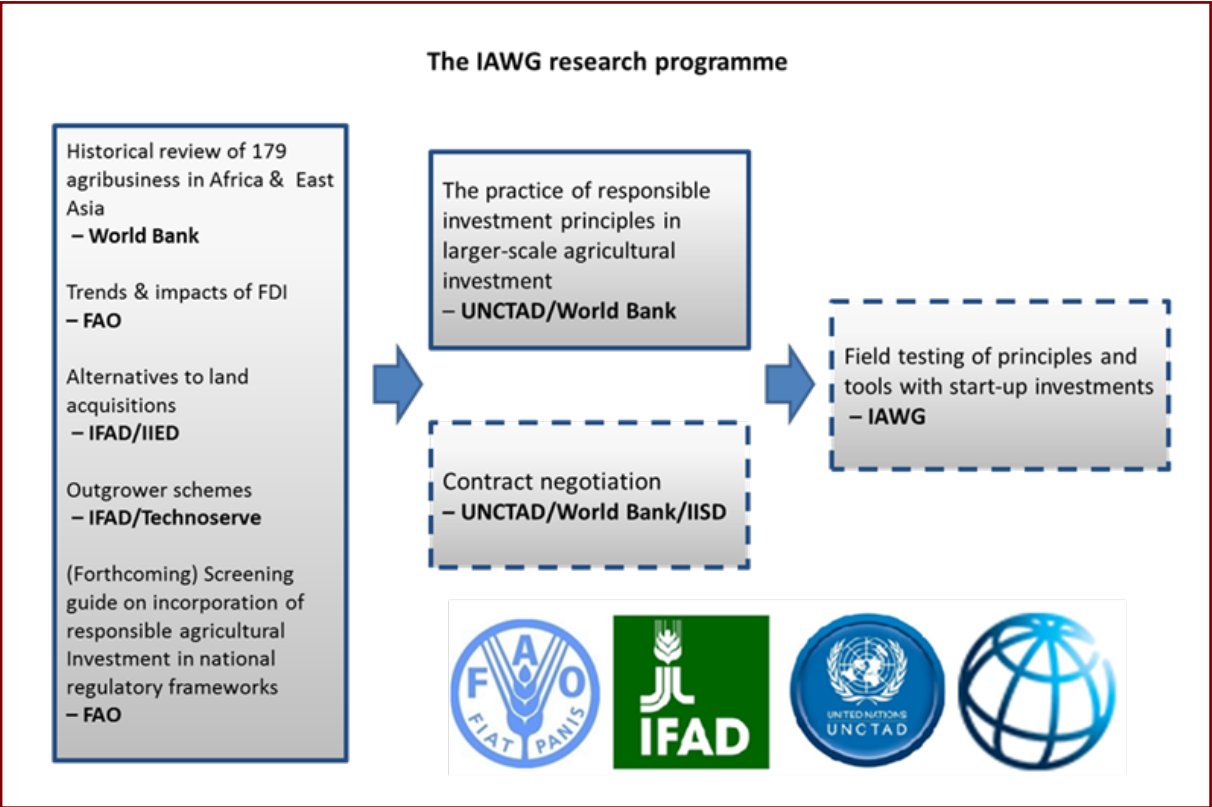 The IAWG research programme
Historical review of 179
agribusiness in Africa & East
Asia
– World Bank
Trends & impacts of FDI
– FAO
Alternatives to land
acquisitions
– IFAD/IIED
Outgrower schemes
– IFAD/Technoserve
(Forthcoming) Screening
guide on incorporation of
responsible agricultural
Investment in national
regulatory frameworks
– FAO
The practice of responsible
investment principles in
larger-scale agricultural
investment
– UNCTAD/World Bank
Contract negotiation
– UNCTAD/World Bank/IISD
Field testing of principles and
tools with start-up investments
– IAWG
F A O
FIAT PANIS
IFAD
UNITED NATIONS
UNCTAD